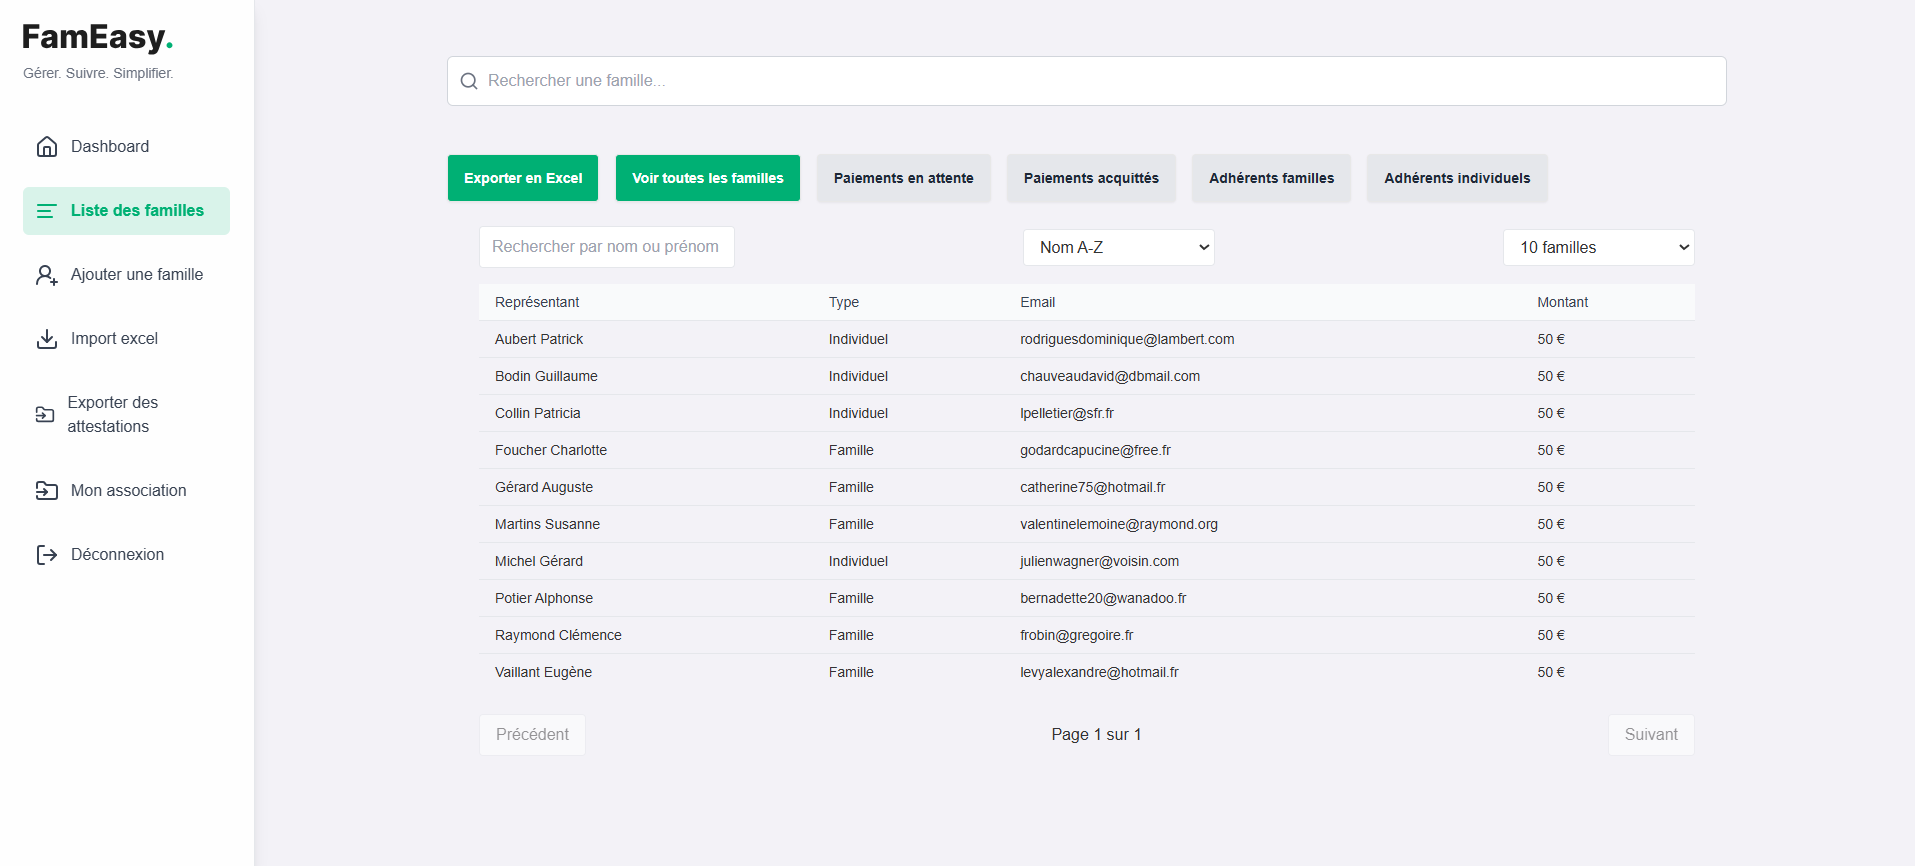 FamEasy.
Gérer. Suivre. Simplifier.
Dashboard
Liste des familles
Ajouter une famille
Import excel
Exporter des
attestations
Mon association
Déconnexion
Rechercher une famille...
Exporter en Excel
Voir toutes les familles
Paiements en attente
Paiements acquittés
Adhérents familles
Adhérents individuels
Rechercher par nom ou prénom
Nom A-Z
10 familles
Représentant Type Email Montant
Aubert Patrick Individuel rodriguesdominique@lambert.com 50 €
Bodin Guillaume Individuel chauveaudavid@dbmail.com 50 €
Collin Patricia Individuel lpelletier@sfr.fr 50 €
Foucher Charlotte Famille godardcapucine@free.fr 50 €
Gérard Auguste Famille catherine75@hotmail.fr 50 €
Martins Susanne Famille valentinelemoine@raymond.org 50 €
Michel Gérard Individuel julienwagner@voisin.com 50 €
Potier Alphonse Famille bernadette20@wanadoo.fr 50 €
Raymond Clémence Famille frobin@gregoire.fr 50 €
Vaillant Eugène Famille levyalexandre@hotmail.fr 50 €
Précédent
Page 1 sur 1
Suivant